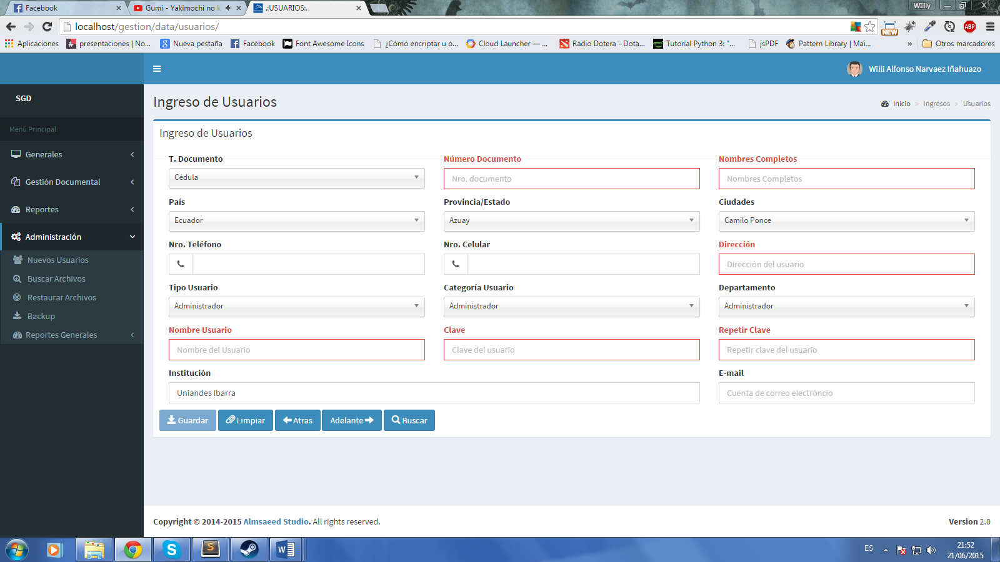 Facebook
Gumi - Yakimochi no k
.:USUARIOS:.
WIlly
localhost/gestion/data/usuarios/
NEW
ABP
Aplicaciones
presentaciones | No...
Nueva pestaña
Facebook
Font Awesome Icons
¿Cómo encriptar u o...
Cloud Launcher — ...
Radio Dotera - Dota...
Tutorial Python 3: "...
jsPDF
Pattern Library | Mai...
»
Otros marcadores
Willi Alfonso Narvaez Iñahuazo
SGD
Menú Principal
Generales
Gestión Documental
Reportes
Administración
Nuevos Usuarios
Buscar Archivos
Restaurar Archivos
Backup
Reportes Generales
Ingreso de Usuarios
Inicio > Ingresos > Usuarios
Ingreso de Usuarios
T. Documento
Cédula
Número Documento
Nro. documento
Nombres Completos
Nombres Completos
País
Ecuador
Provincia/Estado
Azuay
Ciudades
Camilo Ponce
Nro. Teléfono
Nro. Celular
Dirección
Dirección del usuario
Tipo Usuario
Administrador
Categoría Usuario
Administrador
Departamento
Administrador
Nombre Usuario
Nombre del Usuario
Clave
Clave del usuario
Repetir Clave
Repetir clave del usuario
Institución
Uniandes Ibarra
E-mail
Cuenta de correo electróncio
Guardar
Limpiar
Atras
Adelante
Buscar
Copyright © 2014-2015 Almsaeed Studio. All rights reserved.
Version 2.0
ES
21:52
21/06/2015